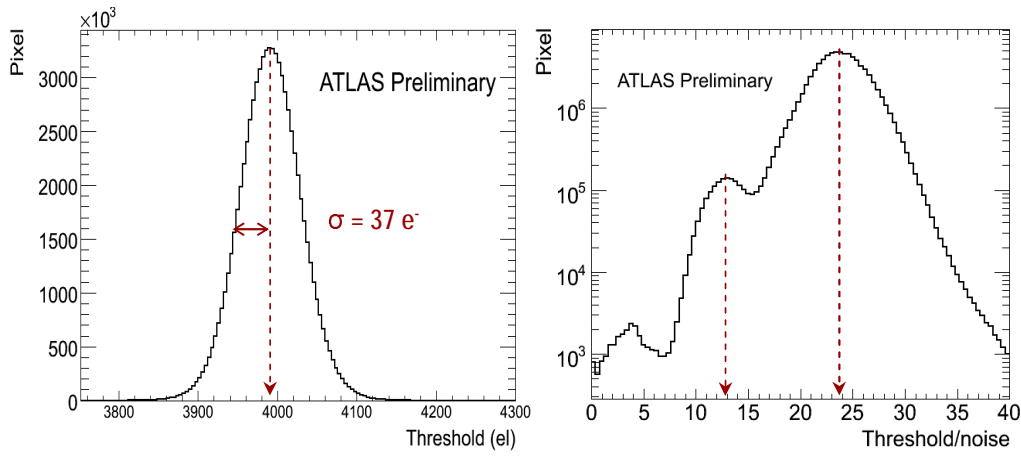 ×10³
Pixel
3000
2500
2000
1500
1000
500
0
ATLAS Preliminary
σ = 37 e⁻
3800 3900 4000 4100 4200 4300
Threshold (el)
Pixel
ATLAS Preliminary
10⁶
10⁵
10⁴
10³
0 5 10 15 20 25 30 35 40
Threshold/noise